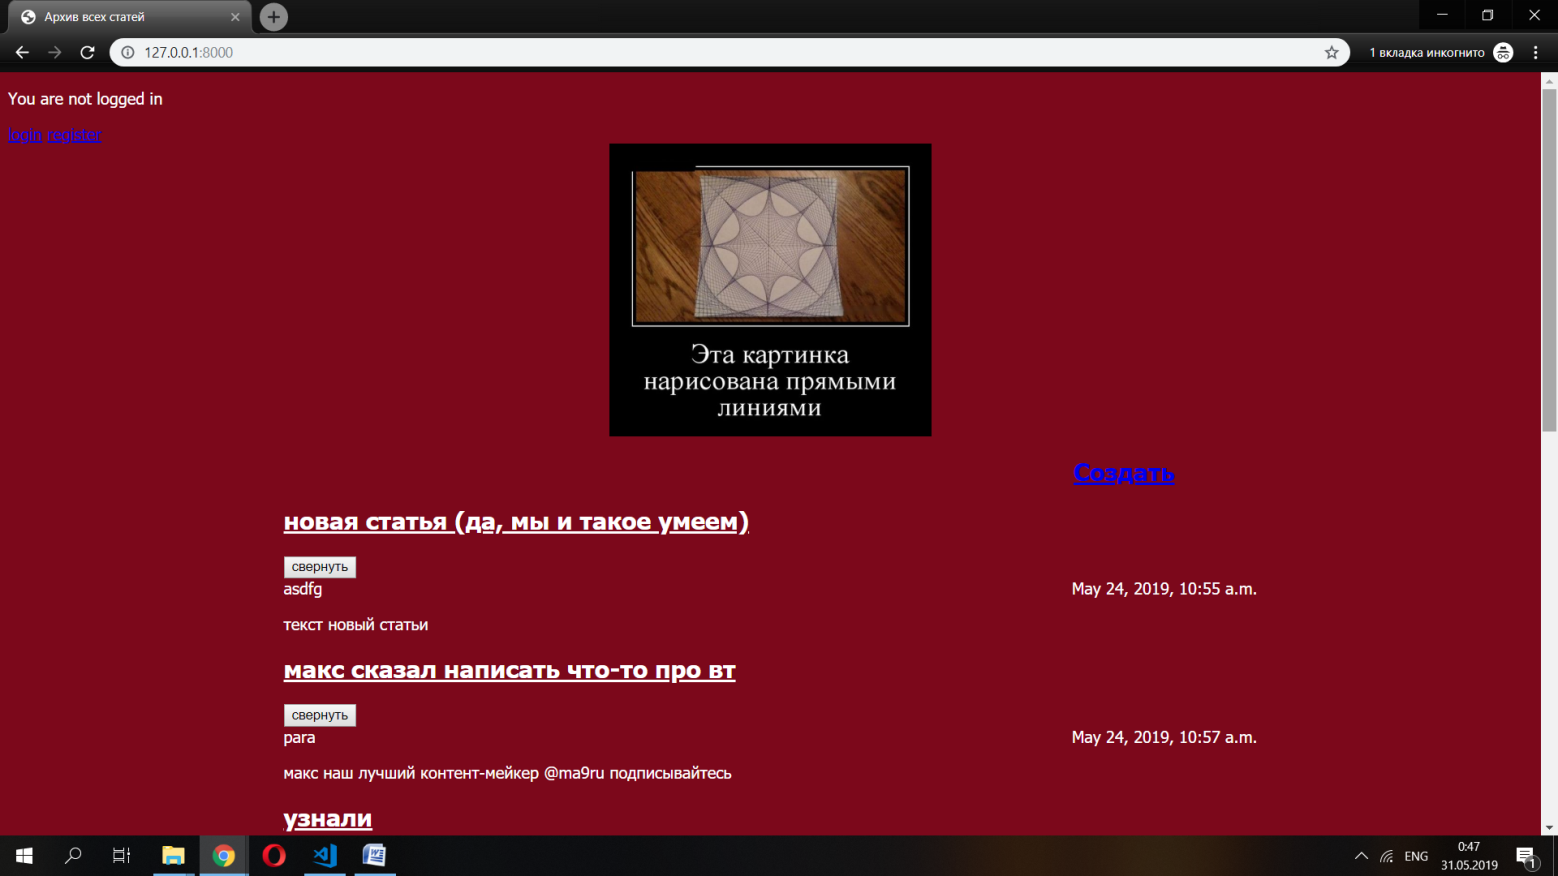 Архив всех статей
127.0.0.1:8000
1 вкладка инкогнито
You are not logged in
login register
Эта картинка
нарисована прямыми
линиями
Создать
новая статья (да, мы и такое умеем)
свернуть
asdfg
May 24, 2019, 10:55 a.m.
текст новый статьи
макс сказал написать что-то про вт
свернуть
para
May 24, 2019, 10:57 a.m.
макс наш лучший контент-мейкер @ma9ru подписывайтесь
узнали
ENG
0:47
31.05.2019
1